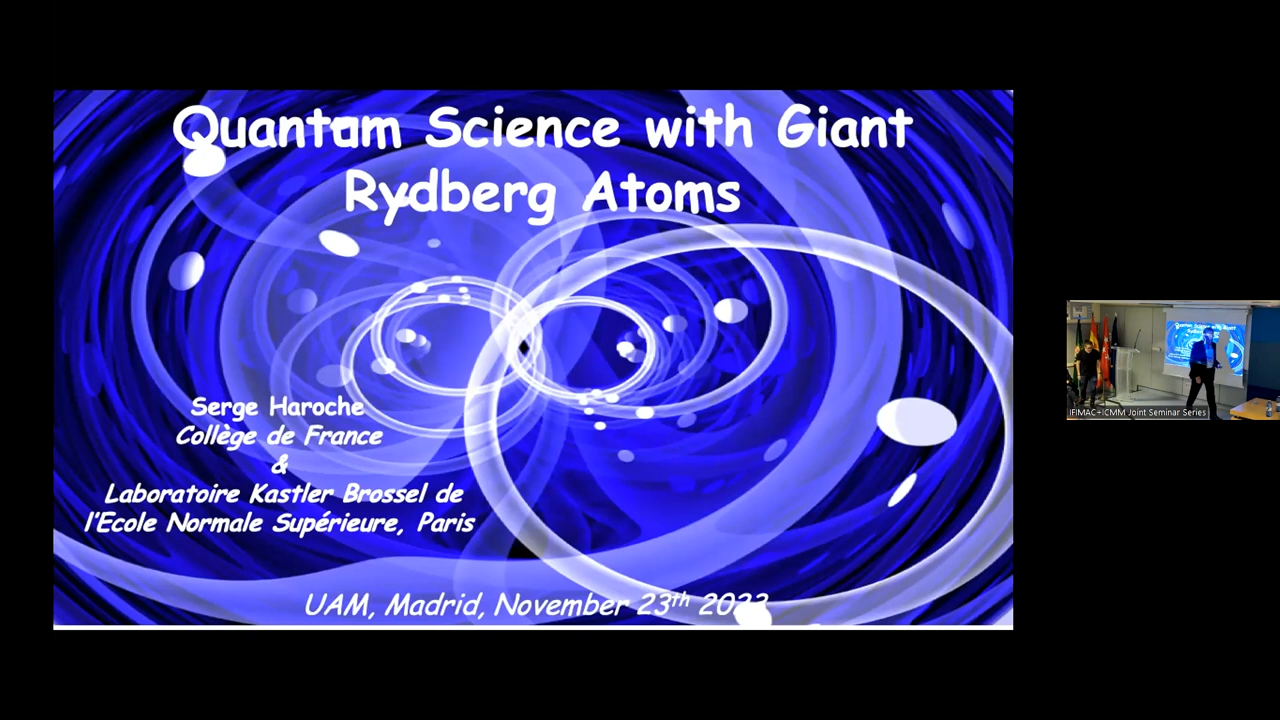 Quantum Science with Giant
Rydberg Atoms
Serge Haroche
Collège de France
&
Laboratoire Kastler Brossel de
l'Ecole Normale Supérieure, Paris
UAM, Madrid, November 23th 2023
IFIMAC+ICMM Joint Seminar Series